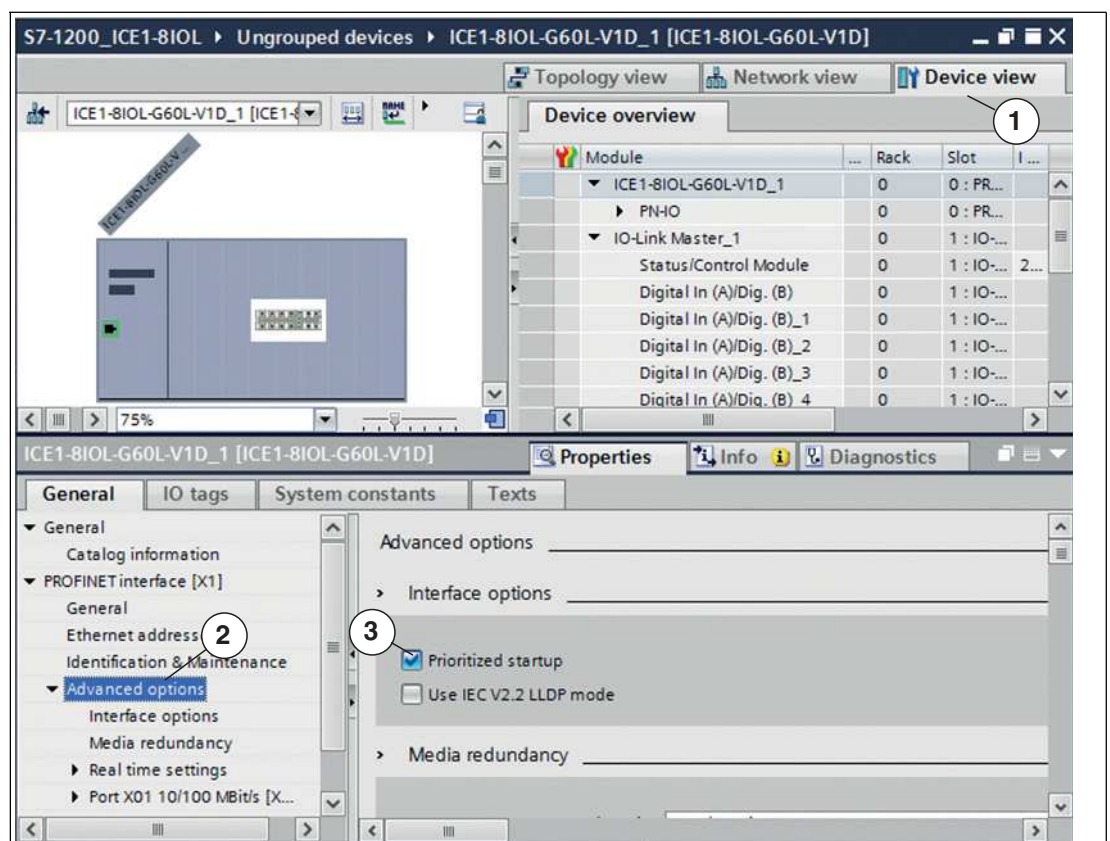 S7-1200_ICE1-8IOL ▸ Ungrouped devices ▸ ICE1-8IOL-G60L-V1D_1 [ICE1-8IOL-G60L-V1D]
Topology view Network view Device view
1
ICE1-8IOL-G60L-V1D_1 [ICE1-8
Device overview
Module ... Rack Slot I ...
ICE1-8IOL-G60L-V1D_1 0 0 : PR...
PN-IO 0 0 : PR...
IO-Link Master_1 0 1 : IO-...
Status/Control Module 0 1 : IO-... 2...
Digital In (A)/Dig. (B) 0 1 : IO-...
Digital In (A)/Dig. (B)_1 0 1 : IO-...
Digital In (A)/Dig. (B)_2 0 1 : IO-...
Digital In (A)/Dig. (B)_3 0 1 : IO-...
Digital In (A)/Dig. (B)_4 0 1 : IO-...
ICE1-8IOL-G60L-V...
75%
ICE1-8IOL-G60L-V1D_1 [ICE1-8IOL-G60L-V1D]
Properties Info Diagnostics
General IO tags System constants Texts
General
Catalog information
PROFINET interface [X1]
General
Ethernet address
2
Identification & Maintenance
Advanced options
Interface options
Media redundancy
Real time settings
Port X01 10/100 MBit/s [X...
Advanced options
Interface options
3
Prioritized startup
Use IEC V2.2 LLDP mode
Media redundancy